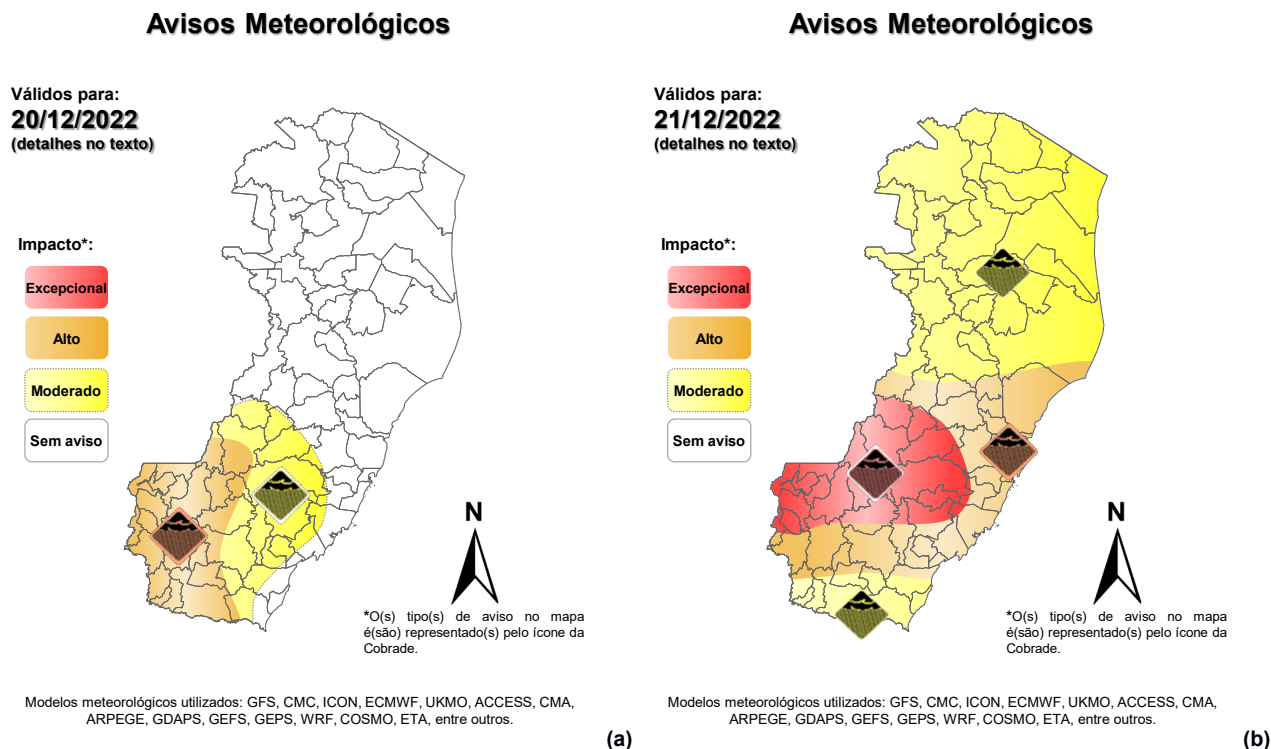 Avisos Meteorológicos
Válidos para:
20/12/2022
(detalhes no texto)
Impacto*:
Excepcional
Alto
Moderado
Sem aviso
N
*O(s) tipo(s) de aviso no mapa
é(são) representado(s) pelo ícone da
Cobrade.
Modelos meteorológicos utilizados: GFS, CMC, ICON, ECMWF, UKMO, ACCESS, CMA,
ARPEGE, GDAPS, GEFS, GEPS, WRF, COSMO, ETA, entre outros.
(a)
Avisos Meteorológicos
Válidos para:
21/12/2022
(detalhes no texto)
Impacto*:
Excepcional
Alto
Moderado
Sem aviso
N
*O(s) tipo(s) de aviso no mapa
é(são) representado(s) pelo ícone da
Cobrade.
Modelos meteorológicos utilizados: GFS, CMC, ICON, ECMWF, UKMO, ACCESS, CMA,
ARPEGE, GDAPS, GEFS, GEPS, WRF, COSMO, ETA, entre outros.
(b)